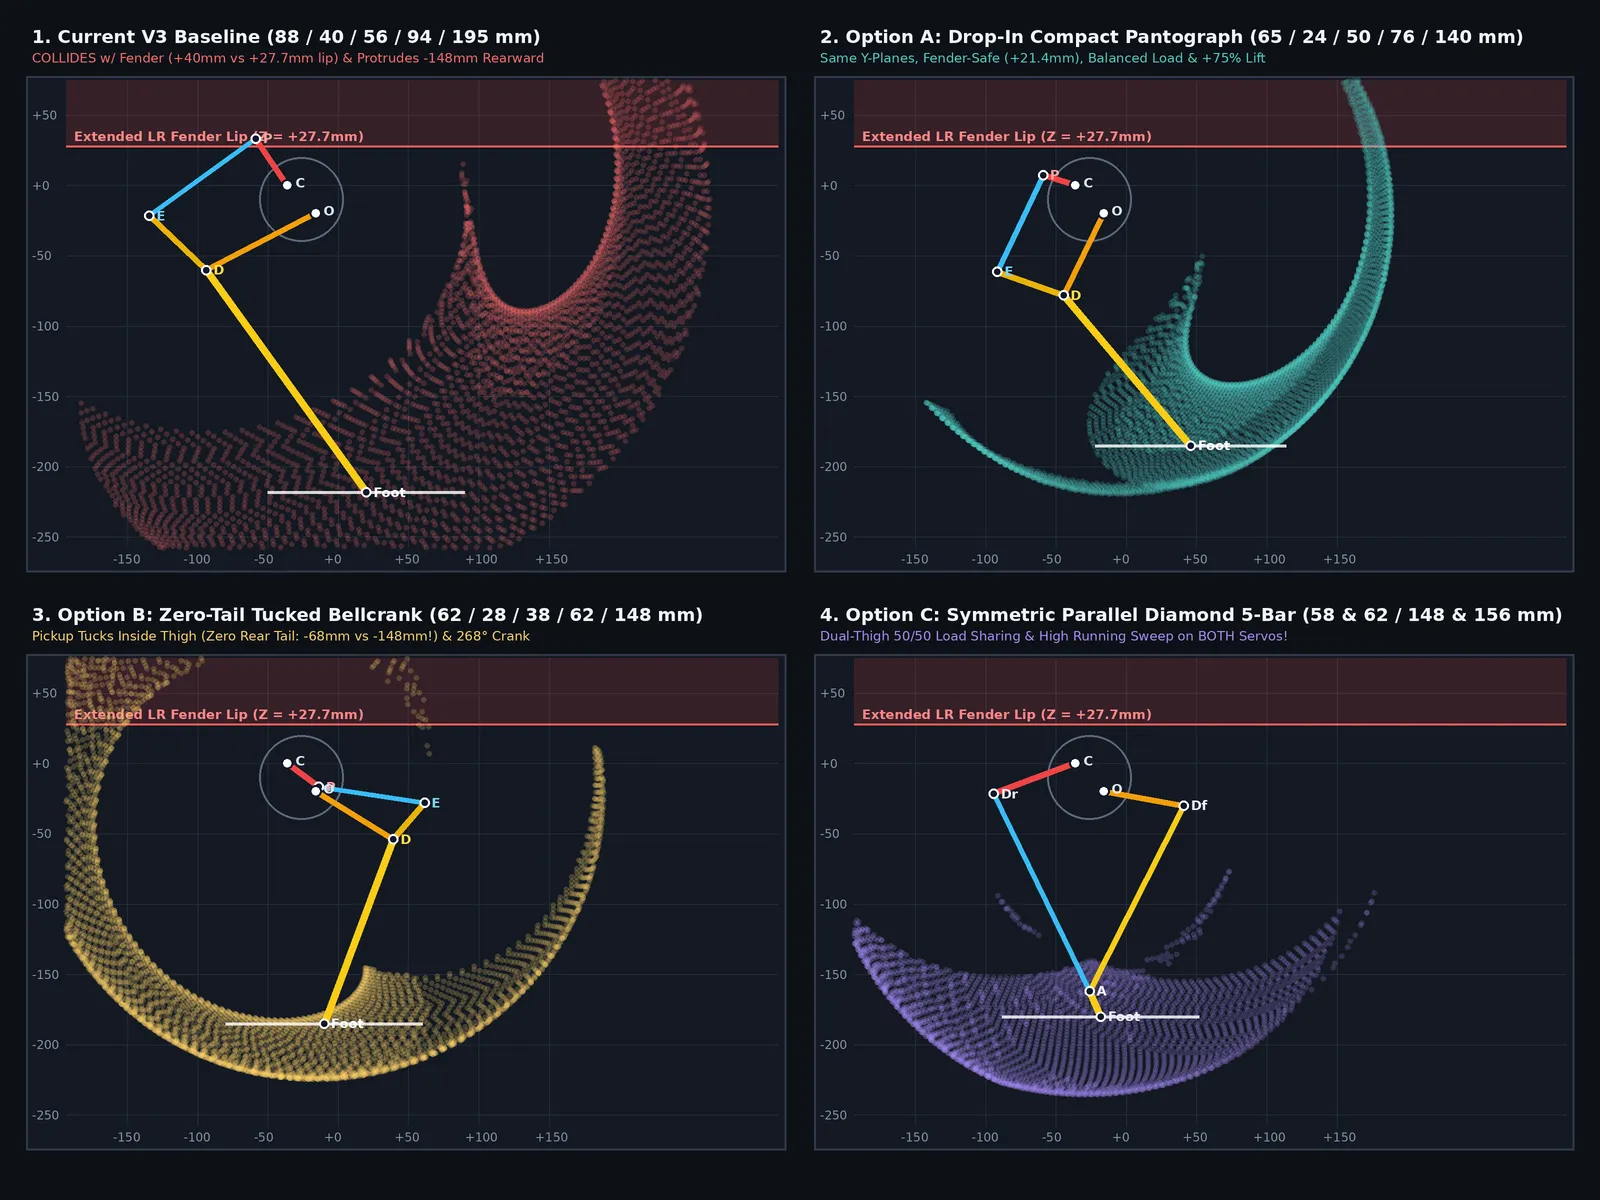 1. Current V3 Baseline (88 / 40 / 56 / 94 / 195 mm)
COLLIDES w/ Fender (+40mm vs +27.7mm lip) & Protrudes -148mm Rearward
+50
Extended LR Fender Lip (Z = +27.7mm)
P
C
+0
O
E
-50
D
-100
-150
-200
Foot
-250
-150
-100
-50
+0
+50
+100
+150
2. Option A: Drop-In Compact Pantograph (65 / 24 / 50 / 76 / 140 mm)
Same Y-Planes, Fender-Safe (+21.4mm), Balanced Load & +75% Lift
+50
Extended LR Fender Lip (Z = +27.7mm)
P
C
+0
O
-50
E
D
-100
-150
Foot
-200
-250
-150
-100
-50
+0
+50
+100
+150
3. Option B: Zero-Tail Tucked Bellcrank (62 / 28 / 38 / 62 / 148 mm)
Pickup Tucks Inside Thigh (Zero Rear Tail: -68mm vs -148mm!) & 268° Crank
+50
Extended LR Fender Lip (Z = +27.7mm)
+0
C
P
O
E
-50
D
-100
-150
Foot
-200
-250
-150
-100
-50
+0
+50
+100
+150
4. Option C: Symmetric Parallel Diamond 5-Bar (58 & 62 / 148 & 156 mm)
Dual-Thigh 50/50 Load Sharing & High Running Sweep on BOTH Servos!
+50
Extended LR Fender Lip (Z = +27.7mm)
+0
C
Dr
O
Df
-50
-100
-150
A
Foot
-200
-250
-150
-100
-50
+0
+50
+100
+150